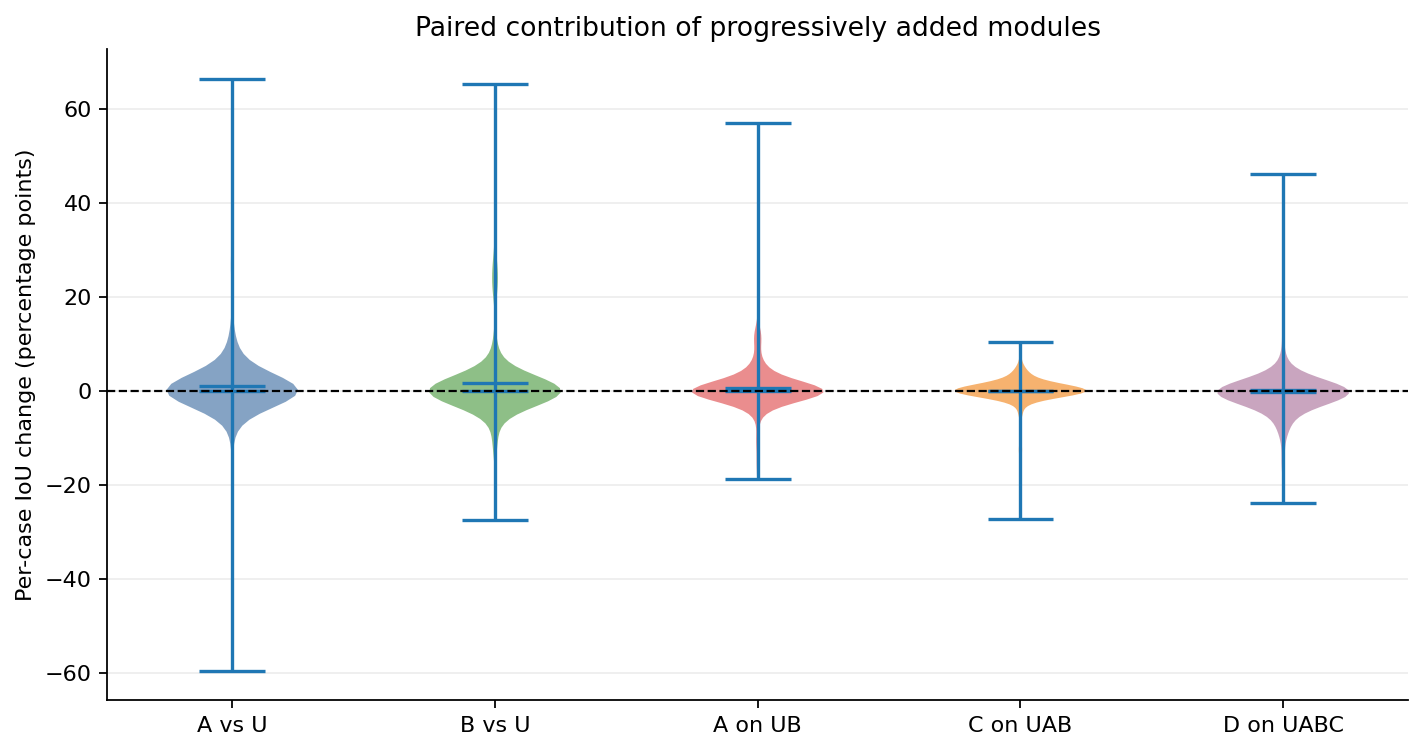 Paired contribution of progressively added modules
Per-case IoU change (percentage points)
60
40
20
0
−20
−40
−60
A vs U
B vs U
A on UB
C on UAB
D on UABC